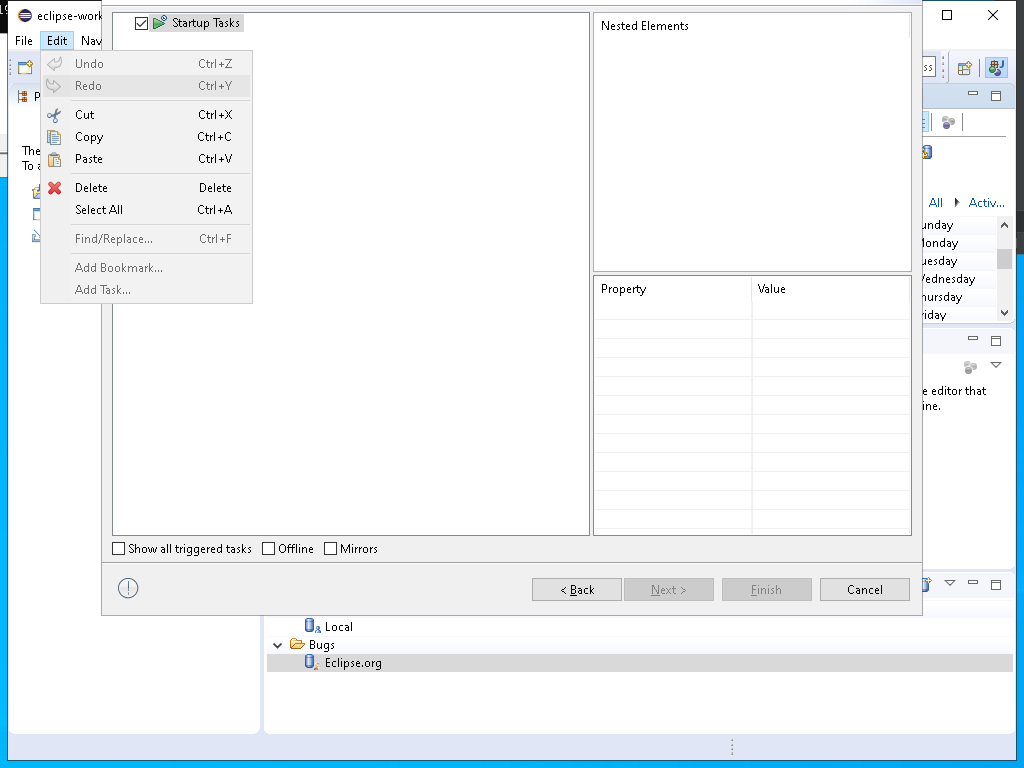 eclipse-work
File Edit Nav
Undo Ctrl+Z
Redo Ctrl+Y
Cut Ctrl+X
Copy Ctrl+C
Paste Ctrl+V
Delete Delete
Select All Ctrl+A
Find/Replace... Ctrl+F
Add Bookmark...
Add Task...
The
To a
Startup Tasks
Nested Elements
Property Value
Show all triggered tasks Offline Mirrors
< Back Next > Finish Cancel
ss
All Activ...
unday
londay
uesday
Vednesday
hursday
riday
e editor that
ine.
Local
Bugs
Eclipse.org